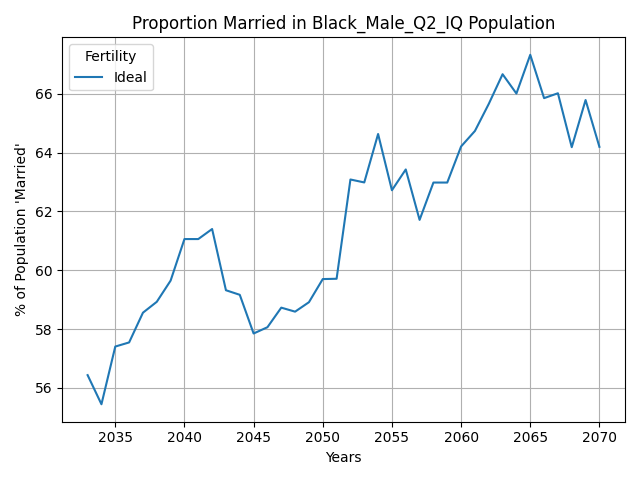 Proportion Married in Black_Male_Q2_IQ Population
Fertility
Ideal
% of Population 'Married'
66
64
62
60
58
56
2035 2040 2045 2050 2055 2060 2065 2070
Years